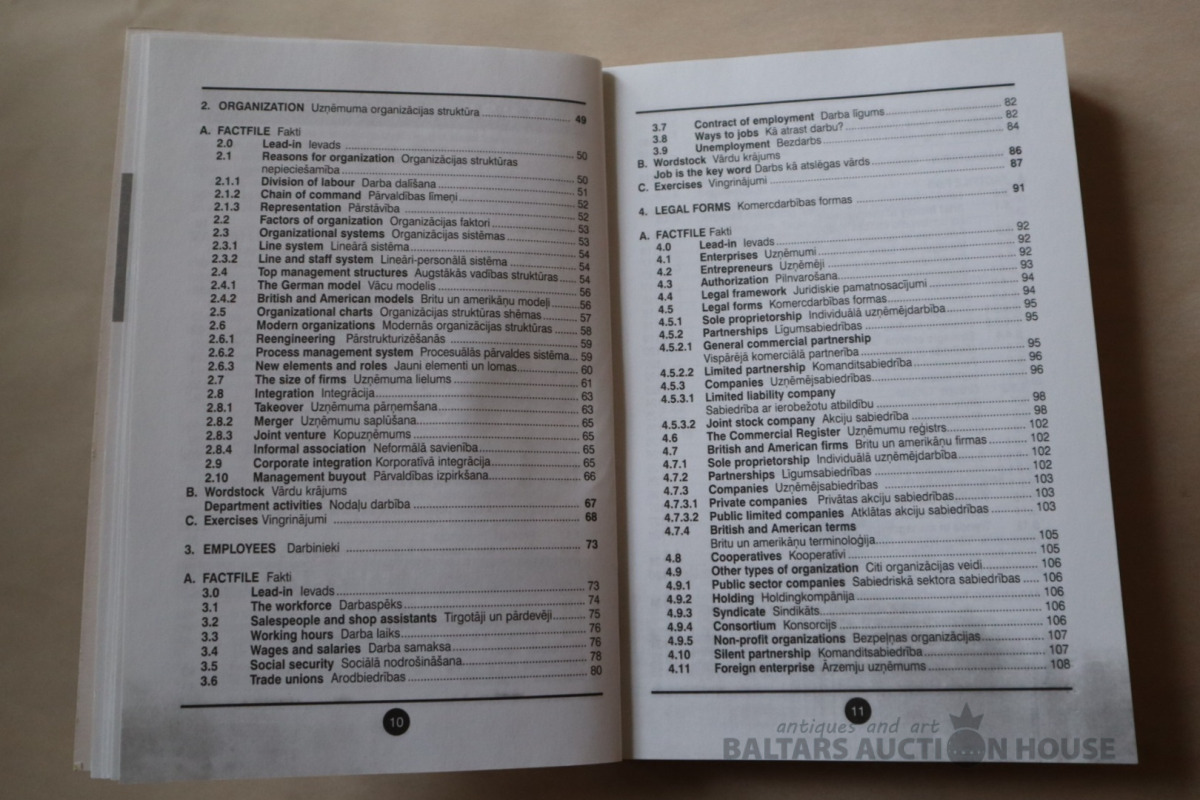 2. ORGANIZATION Uzņēmuma organizācijas struktūra ........ 49
A. FACTFILE Fakti
2.0 Lead-in Ievads ........ 50
2.1 Reasons for organization Organizācijas struktūras
nepieciešamība ........ 50
2.1.1 Division of labour Darba dalīšana ........ 51
2.1.2 Chain of command Pārvaldības līmeņi ........ 52
2.1.3 Representation Pārstāvība ........ 52
2.2 Factors of organization Organizācijas faktori ........ 53
2.3 Organizational systems Organizācijas sistēmas ........ 53
2.3.1 Line system Lineārā sistēma ........ 54
2.3.2 Line and staff system Lineāri-personālā sistēma ........ 54
2.4 Top management structures Augstākās vadības struktūras ........ 54
2.4.1 The German model Vācu modelis ........ 56
2.4.2 British and American models Britu un amerikāņu modeļi ........ 56
2.5 Organizational charts Organizācijas struktūras shēmas ........ 57
2.6 Modern organizations Modernās organizācijas struktūras ........ 58
2.6.1 Reengineering Pārstrukturizēšanās ........ 59
2.6.2 Process management system Procesuālās pārvaldes sistēma... 59
2.6.3 New elements and roles Jauni elementi un lomas ........ 60
2.7 The size of firms Uzņēmuma lielums ........ 61
2.8 Integration Integrācija ........ 63
2.8.1 Takeover Uzņēmuma pārņemšana ........ 63
2.8.2 Merger Uzņēmumu saplūšana ........ 65
2.8.3 Joint venture Kopuzņēmums ........ 65
2.8.4 Informal association Neformālā savienība ........ 65
2.9 Corporate integration Korporatīvā integrācija ........ 65
2.10 Management buyout Pārvaldības izpirkšana ........ 66
B. Wordstock Vārdu krājums
Department activities Nodaļu darbība ........ 67
C. Exercises Vingrinājumi ........ 68
3. EMPLOYEES Darbinieki ........ 73
A. FACTFILE Fakti
3.0 Lead-in Ievads ........ 73
3.1 The workforce Darbaspēks ........ 74
3.2 Salespeople and shop assistants Tirgotāji un pārdevēji ........ 75
3.3 Working hours Darba laiks ........ 76
3.4 Wages and salaries Darba samaksa ........ 76
3.5 Social security Sociālā nodrošināšana ........ 78
3.6 Trade unions Arodbiedrības ........ 80
10
3.7 Contract of employment Darba līgums ........ 82
3.8 Ways to jobs Kā atrast darbu? ........ 82
3.9 Unemployment Bezdarbs ........ 84
B. Wordstock Vārdu krājums
Job is the key word Darbs kā atslēgas vārds ........ 86
C. Exercises Vingrinājumi ........ 87
4. LEGAL FORMS Komercdarbības formas ........ 91
A. FACTFILE Fakti
4.0 Lead-in Ievads ........ 92
4.1 Enterprises Uzņēmumi ........ 92
4.2 Entrepreneurs Uzņēmēji ........ 92
4.3 Authorization Pilnvarošana ........ 93
4.4 Legal framework Juridiskie pamatnosacījumi ........ 94
4.5 Legal forms Komercdarbības formas ........ 94
4.5.1 Sole proprietorship Individuālā uzņēmējdarbība ........ 95
4.5.2 Partnerships Līgumsabiedrības ........ 95
4.5.2.1 General commercial partnership
Vispārējā komerciālā partnerība ........ 95
4.5.2.2 Limited partnership Komanditsabiedrība ........ 96
4.5.3 Companies Uzņēmējsabiedrības ........ 96
4.5.3.1 Limited liability company
Sabiedrība ar ierobežotu atbildību ........ 98
4.5.3.2 Joint stock company Akciju sabiedrība ........ 98
4.6 The Commercial Register Uzņēmumu reģistrs ........ 102
4.7 British and American firms Britu un amerikāņu firmas ........ 102
4.7.1 Sole proprietorship Individuālā uzņēmējdarbība ........ 102
4.7.2 Partnerships Līgumsabiedrības ........ 102
4.7.3 Companies Uzņēmējsabiedrības ........ 103
4.7.3.1 Private companies Privātas akciju sabiedrības ........ 103
4.7.3.2 Public limited companies Atklātas akciju sabiedrības ........ 103
4.7.4 British and American terms
Britu un amerikāņu terminoloģija ........ 105
4.8 Cooperatives Kooperatīvi ........ 105
4.9 Other types of organization Citi organizācijas veidi ........ 106
4.9.1 Public sector companies Sabiedriskā sektora sabiedrības ..... 106
4.9.2 Holding Holdingkompānija ........ 106
4.9.3 Syndicate Sindikāts ........ 106
4.9.4 Consortium Konsorcijs ........ 106
4.9.5 Non-profit organizations Bezpeļņas organizācijas ........ 107
4.10 Silent partnership Komanditsabiedrība ........ 107
4.11 Foreign enterprise Ārzemju uzņēmums ........ 108
11
antiques and art
BALTARS AUCTION HOUSE